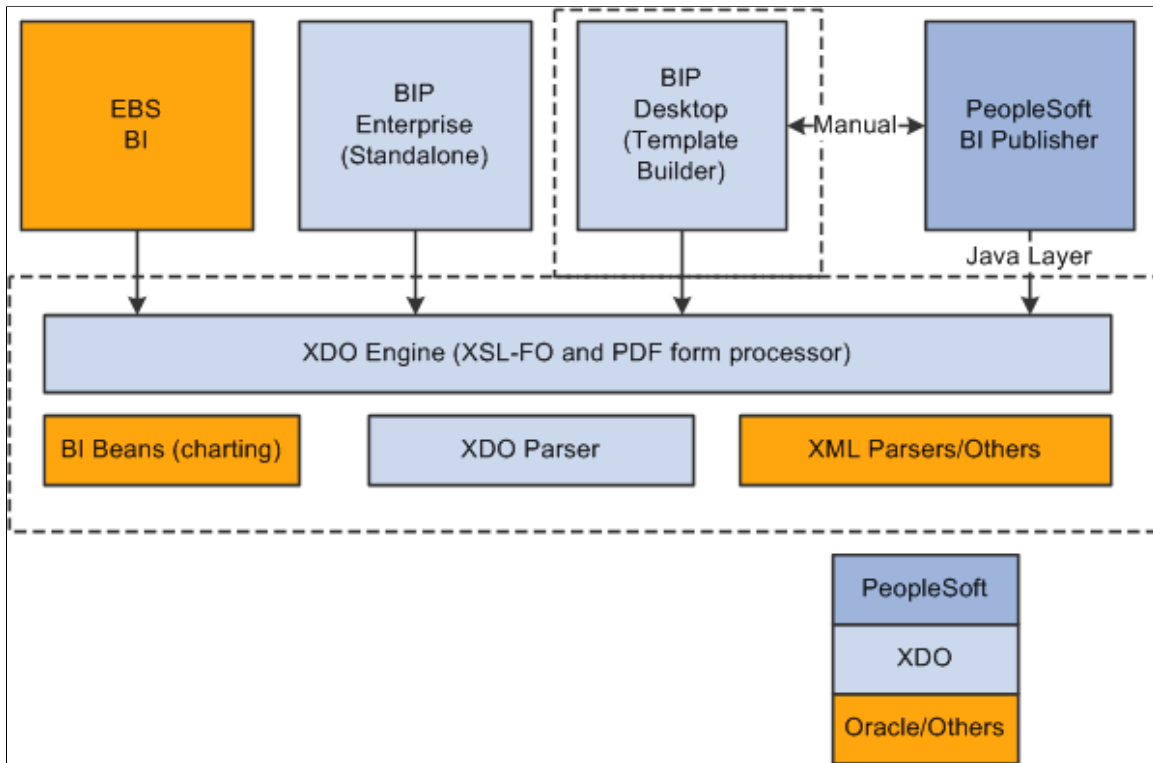 EBS
BI
BIP
Enterprise
(Standalone)
BIP
Desktop
(Template
Builder)
Manual
PeopleSoft
BI Publisher
Java Layer
XDO Engine (XSL-FO and PDF form processor)
BI Beans (charting)
XDO Parser
XML Parsers/Others
PeopleSoft
XDO
Oracle/Others